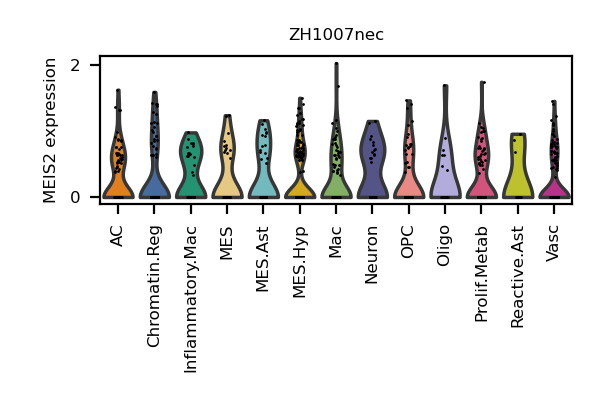 ZH1007nec
MEIS2 expression
2
0
AC
Chromatin.Reg
Inflammatory.Mac
MES
MES.Ast
MES.Hyp
Mac
Neuron
OPC
Oligo
Prolif.Metab
Reactive.Ast
Vasc